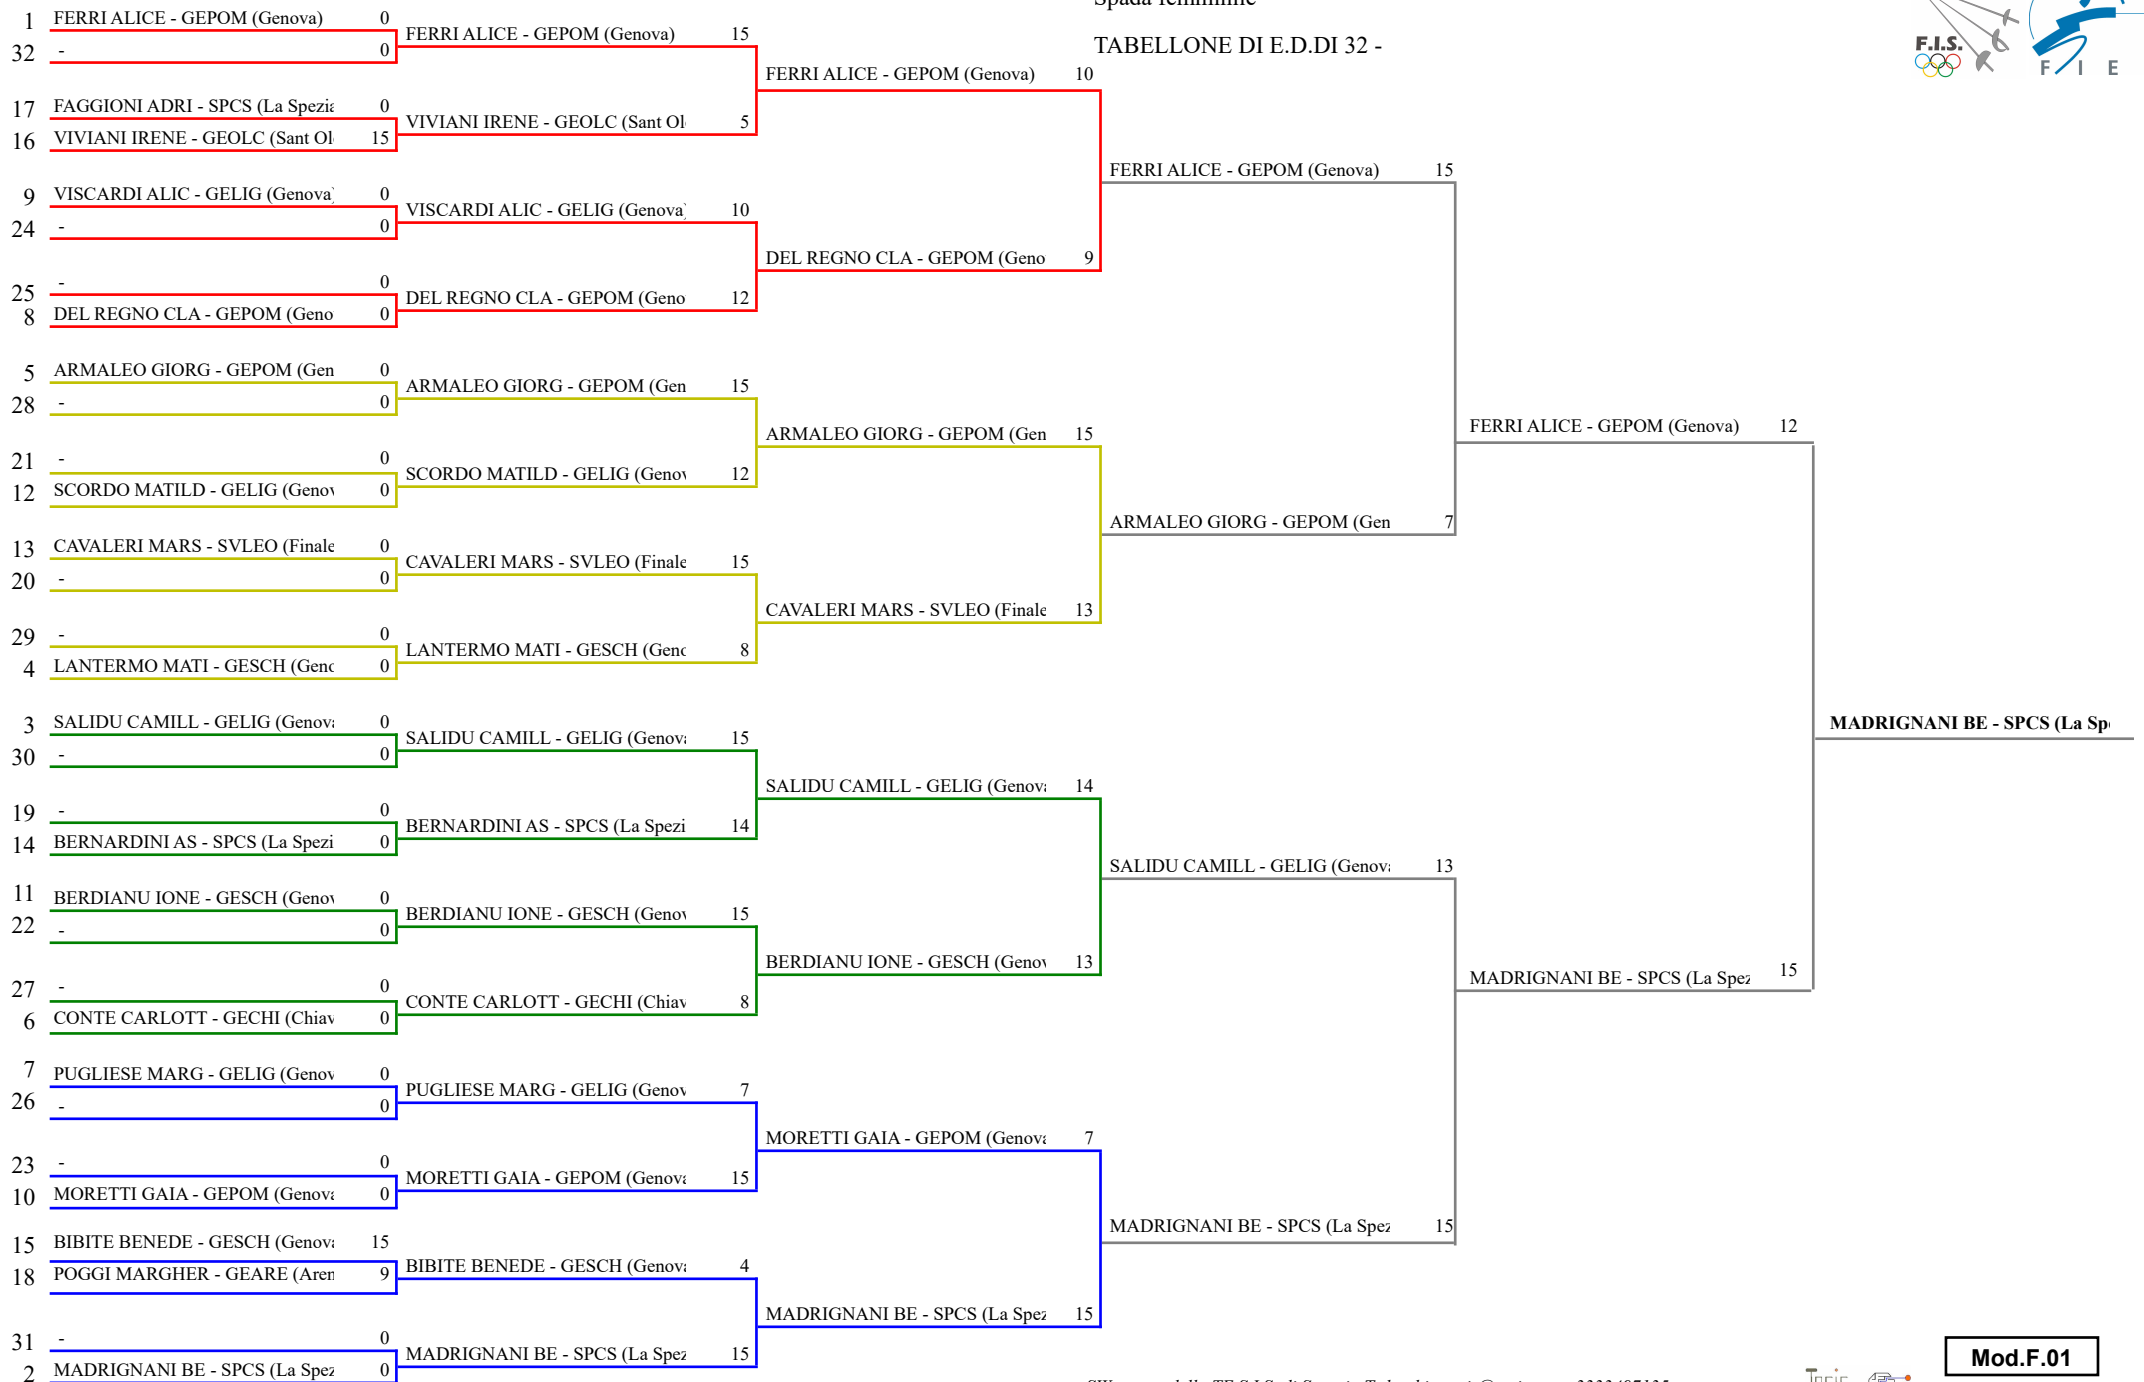 TABELLONE DI E.D.DI 32 -
F.I.S.
F I E
1 FERRI ALICE - GEPOM (Genova) 0
32 - 0
17 FAGGIONI ADRI - SPCS (La Spezia 0
16 VIVIANI IRENE - GEOLC (Sant Ol 15
9 VISCARDI ALIC - GELIG (Genova) 0
24 - 0
25 - 0
8 DEL REGNO CLA - GEPOM (Geno 0
5 ARMALEO GIORG - GEPOM (Gen 0
28 - 0
21 - 0
12 SCORDO MATILD - GELIG (Genov 0
13 CAVALERI MARS - SVLEO (Finale 0
20 - 0
29 - 0
4 LANTERMO MATI - GESCH (Geno 0
3 SALIDU CAMILL - GELIG (Genova 0
30 - 0
19 - 0
14 BERNARDINI AS - SPCS (La Spezi 0
11 BERDIANU IONE - GESCH (Genov 0
22 - 0
27 - 0
6 CONTE CARLOTT - GECHI (Chiav 0
7 PUGLIESE MARG - GELIG (Genov 0
26 - 0
23 - 0
10 MORETTI GAIA - GEPOM (Genova 0
15 BIBITE BENEDE - GESCH (Genova 15
18 POGGI MARGHER - GEARE (Aren 9
31 - 0
2 MADRIGNANI BE - SPCS (La Spez 0
FERRI ALICE - GEPOM (Genova) 15
VIVIANI IRENE - GEOLC (Sant Ol 5
VISCARDI ALIC - GELIG (Genova) 10
DEL REGNO CLA - GEPOM (Geno 12
ARMALEO GIORG - GEPOM (Gen 15
SCORDO MATILD - GELIG (Genov 12
CAVALERI MARS - SVLEO (Finale 15
LANTERMO MATI - GESCH (Geno 8
SALIDU CAMILL - GELIG (Genova 15
BERNARDINI AS - SPCS (La Spezi 14
BERDIANU IONE - GESCH (Genov 15
CONTE CARLOTT - GECHI (Chiav 8
PUGLIESE MARG - GELIG (Genov 7
MORETTI GAIA - GEPOM (Genova 15
BIBITE BENEDE - GESCH (Genova 4
MADRIGNANI BE - SPCS (La Spez 15
FERRI ALICE - GEPOM (Genova) 10
DEL REGNO CLA - GEPOM (Geno 9
ARMALEO GIORG - GEPOM (Gen 15
CAVALERI MARS - SVLEO (Finale 13
SALIDU CAMILL - GELIG (Genova 14
BERDIANU IONE - GESCH (Genov 13
MORETTI GAIA - GEPOM (Genova 7
MADRIGNANI BE - SPCS (La Spez 15
FERRI ALICE - GEPOM (Genova) 15
ARMALEO GIORG - GEPOM (Gen 7
SALIDU CAMILL - GELIG (Genova 13
MADRIGNANI BE - SPCS (La Spez 15
FERRI ALICE - GEPOM (Genova) 12
MADRIGNANI BE - SPCS (La Spez 15
MADRIGNANI BE - SPCS (La Sp
Mod.F.01